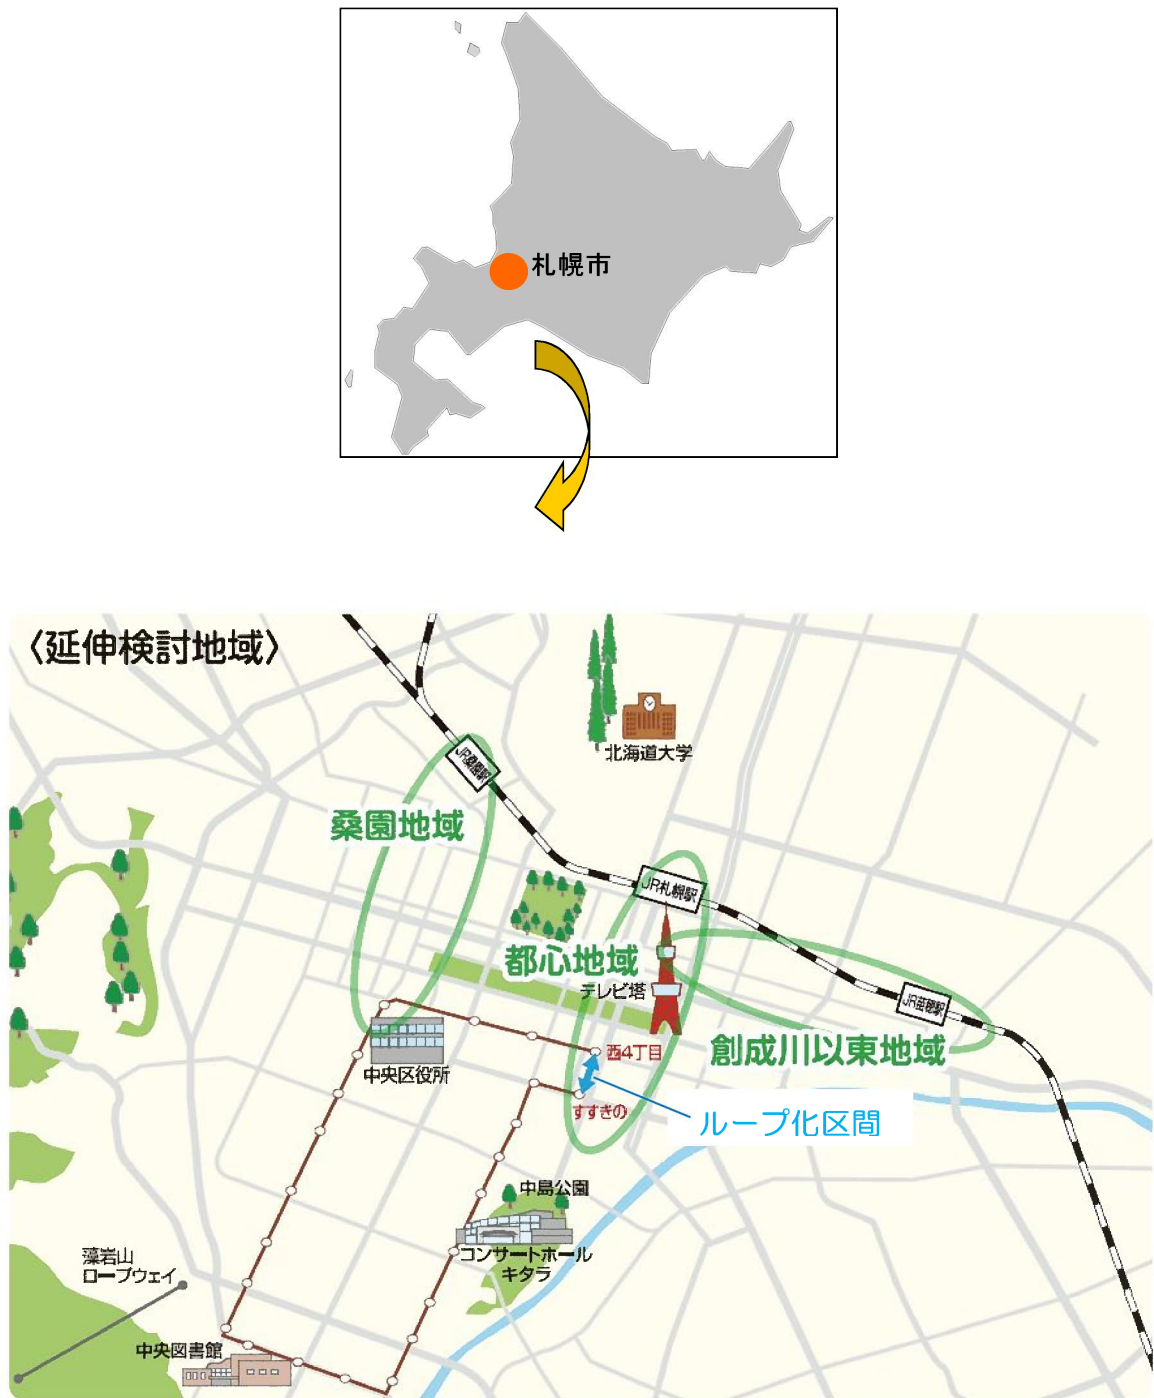 札幌市
〈延伸検討地域〉
北海道大学
JR桑園駅
桑園地域
JR札幌駅
都心地域
テレビ塔
JR苗穂駅
創成川以東地域
西4丁目
中央区役所
すすきの
ループ化区間
中島公園
コンサートホール
キタラ
藻岩山
ロープウェイ
中央図書館